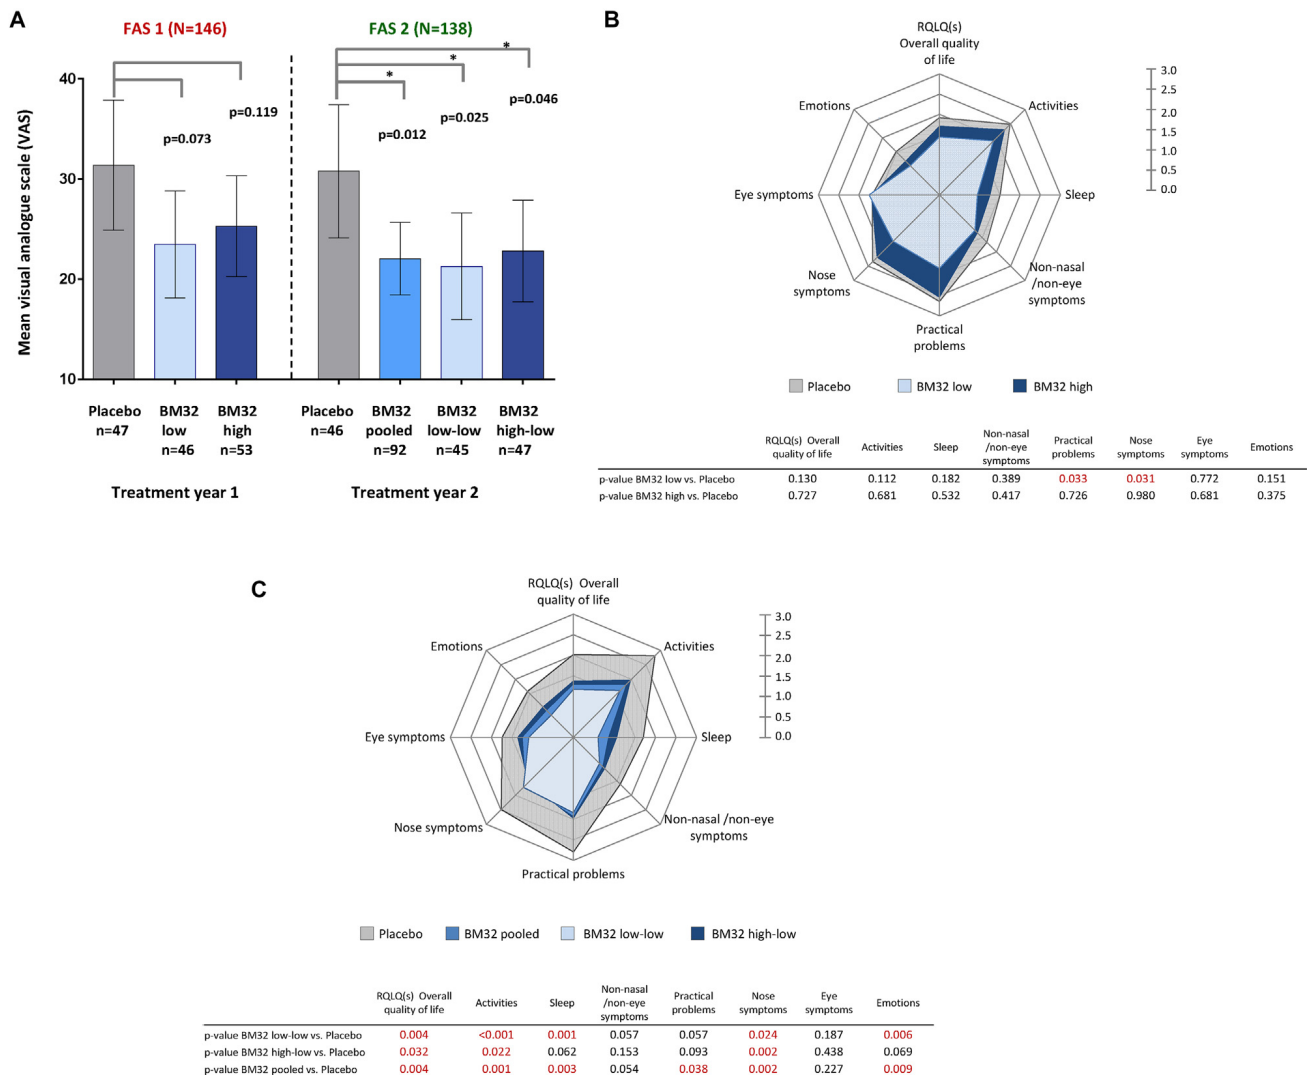 A
FAS 1 (N=146)
FAS 2 (N=138)
Mean visual analogue scale (VAS)
40
30
20
10
p=0.073
p=0.119
*
*
*
p=0.012
p=0.025
p=0.046
Placebo
n=47
BM32
low
n=46
BM32
high
n=53
Placebo
n=46
BM32
pooled
n=92
BM32
low-low
n=45
BM32
high-low
n=47
Treatment year 1
Treatment year 2
B
RQLQ(s)
Overall quality
of life
Activities
Sleep
Non-nasal
/non-eye
symptoms
Practical
problems
Nose
symptoms
Eye symptoms
Emotions
3.0
2.5
2.0
1.5
1.0
0.5
0.0
Placebo
BM32 low
BM32 high
RQLQ(s) Overall
quality of life
Activities
Sleep
Non-nasal
/non-eye
symptoms
Practical
problems
Nose
symptoms
Eye
symptoms
Emotions
p-value BM32 low vs. Placebo 0.130 0.112 0.182 0.389 0.033 0.031 0.772 0.151
p-value BM32 high vs. Placebo 0.727 0.681 0.532 0.417 0.726 0.980 0.681 0.375
C
RQLQ(s) Overall
quality of life
Activities
Sleep
Non-nasal /non-eye
symptoms
Practical problems
Nose symptoms
Eye symptoms
Emotions
3.0
2.5
2.0
1.5
1.0
0.5
0.0
Placebo
BM32 pooled
BM32 low-low
BM32 high-low
RQLQ(s) Overall
quality of life
Activities
Sleep
Non-nasal
/non-eye
symptoms
Practical
problems
Nose
symptoms
Eye
symptoms
Emotions
p-value BM32 low-low vs. Placebo 0.004 <0.001 0.001 0.057 0.057 0.024 0.187 0.006
p-value BM32 high-low vs. Placebo 0.032 0.022 0.062 0.153 0.093 0.002 0.438 0.069
p-value BM32 pooled vs. Placebo 0.004 0.001 0.003 0.054 0.038 0.002 0.227 0.009